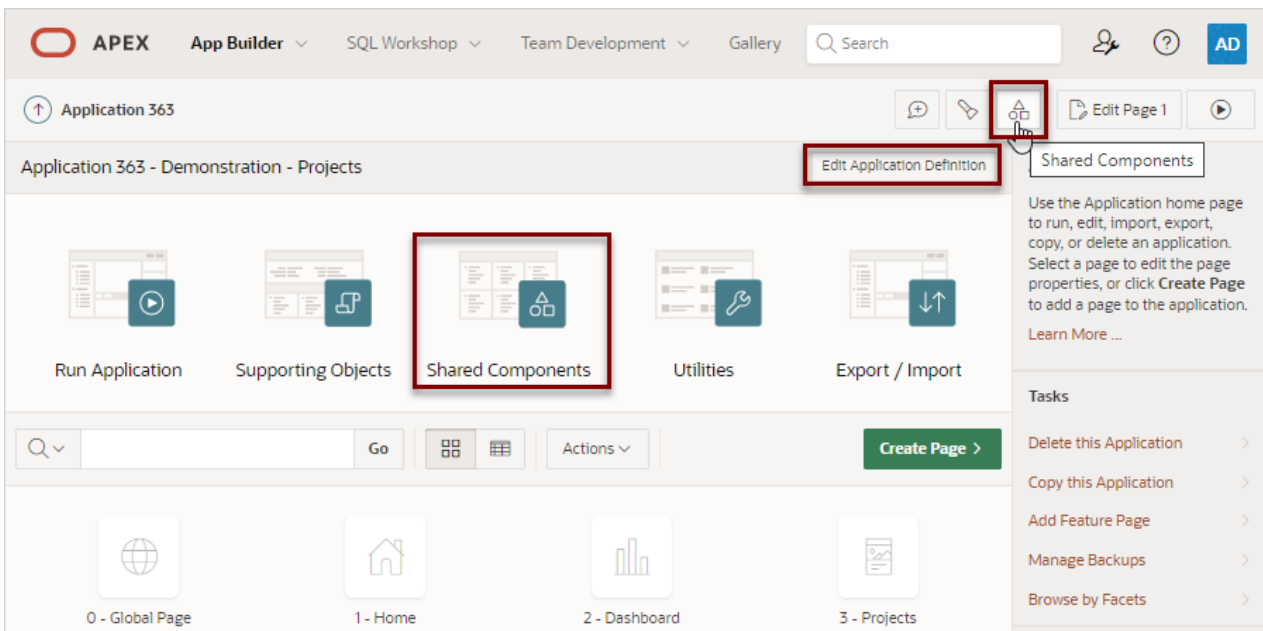 APEX App Builder SQL Workshop Team Development Gallery Search AD
Application 363 Edit Page 1
Application 363 - Demonstration - Projects Edit Application Definition Shared Components
Use the Application home page
to run, edit, import, export,
copy, or delete an application.
Select a page to edit the page
properties, or click Create Page
to add a page to the application.
Learn More ...
Run Application Supporting Objects Shared Components Utilities Export / Import
Tasks
Go Actions Create Page
Delete this Application
Copy this Application
Add Feature Page
Manage Backups
Browse by Facets
0 - Global Page 1 - Home 2 - Dashboard 3 - Projects